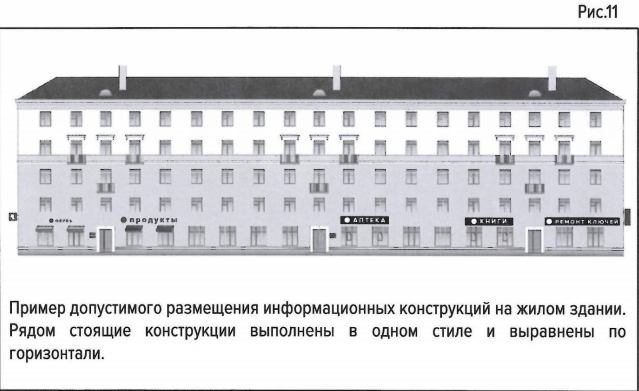 Рис.11
ОБУВЬ
ПРОДУКТЫ
АПТЕКА
КНИГИ
РЕМОНТ КЛЮЧЕЙ
Пример допустимого размещения информационных конструкций на жилом здании.
Рядом стоящие конструкции выполнены в одном стиле и выравнены по
горизонтали.